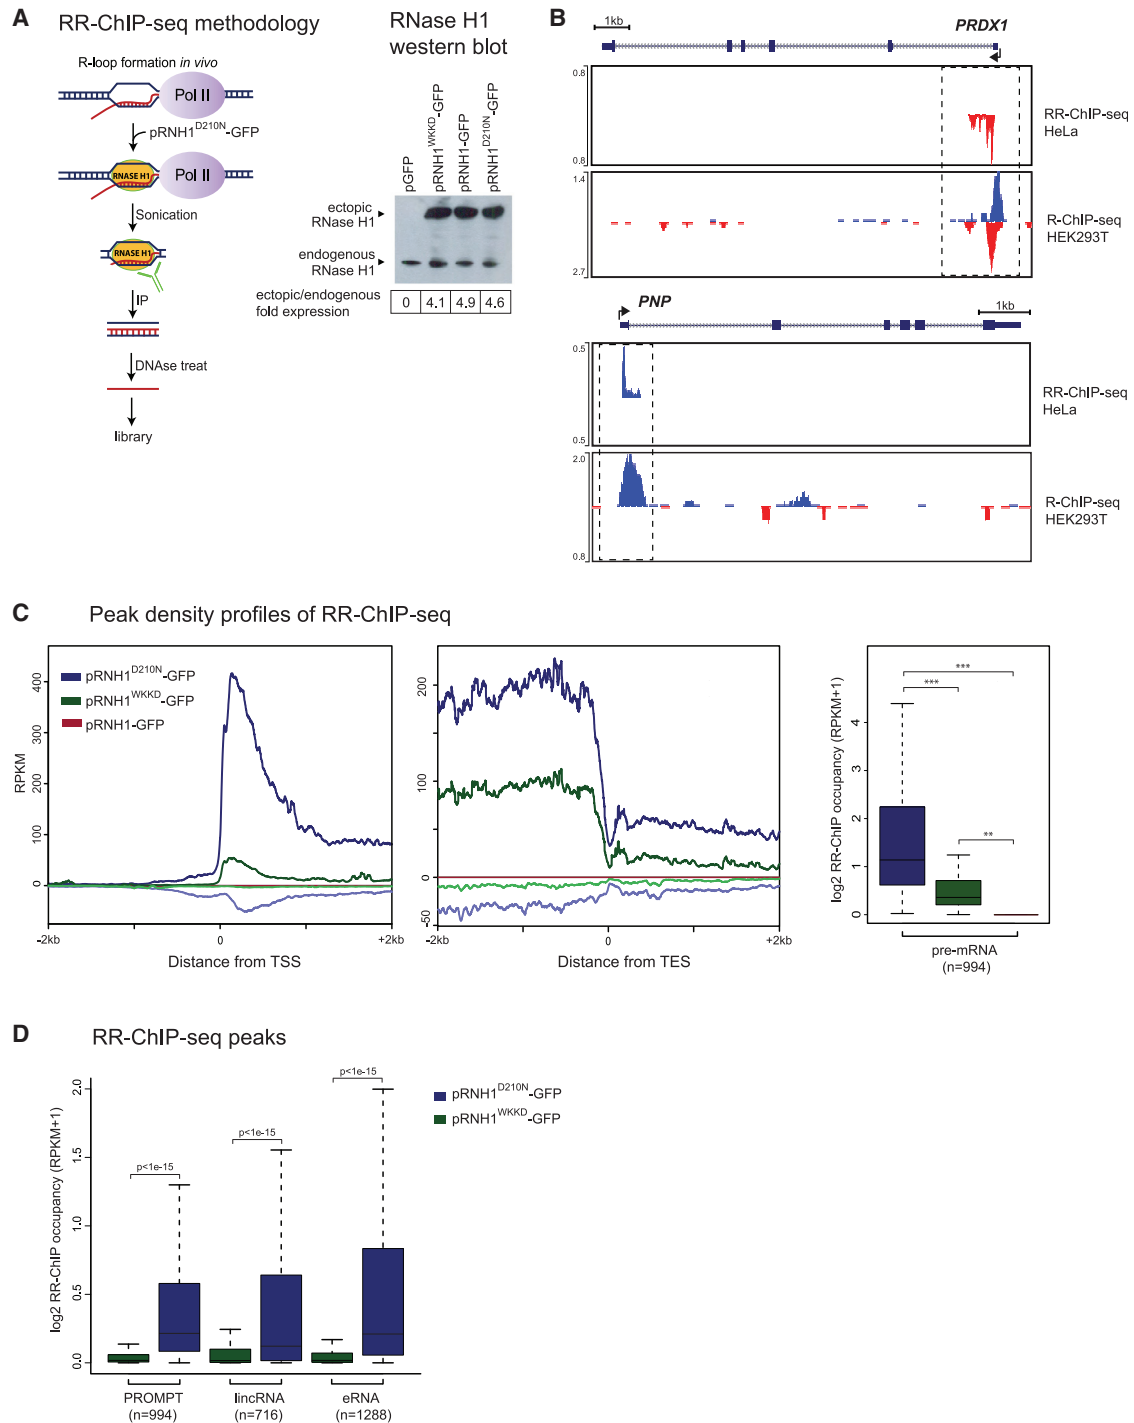 A
RR-ChIP-seq methodology
R-loop formation in vivo
Pol II
pRNH1D210N-GFP
RNASE H1
Pol II
Sonication
RNASE H1
IP
DNAse treat
library
RNase H1
western blot
pGFP
pRNH1WKKD-GFP
pRNH1-GFP
pRNH1D210N-GFP
ectopic
RNase H1
endogenous
RNase H1
ectopic/endogenous
fold expression
0 4.1 4.9 4.6
B
1kb
PRDX1
0.8
0.8
RR-ChIP-seq
HeLa
1.4
2.7
R-ChIP-seq
HEK293T
PNP
1kb
0.5
0.5
RR-ChIP-seq
HeLa
2.0
0.8
R-ChIP-seq
HEK293T
C
Peak density profiles of RR-ChIP-seq
pRNH1D210N-GFP
pRNH1WKKD-GFP
pRNH1-GFP
RPKM
400
300
200
100
0
-2kb 0 +2kb
Distance from TSS
200
100
0
-50
-2kb 0 +2kb
Distance from TES
log2 RR-ChIP occupancy (RPKM+1)
4
3
2
1
0
***
***
**
pre-mRNA
(n=994)
D
RR-ChIP-seq peaks
log2 RR-ChIP occupancy (RPKM+1)
2.0
1.5
1.0
0.5
0.0
p<1e-15
p<1e-15
p<1e-15
pRNH1D210N-GFP
pRNH1WKKD-GFP
PROMPT lincRNA eRNA
(n=994) (n=716) (n=1288)